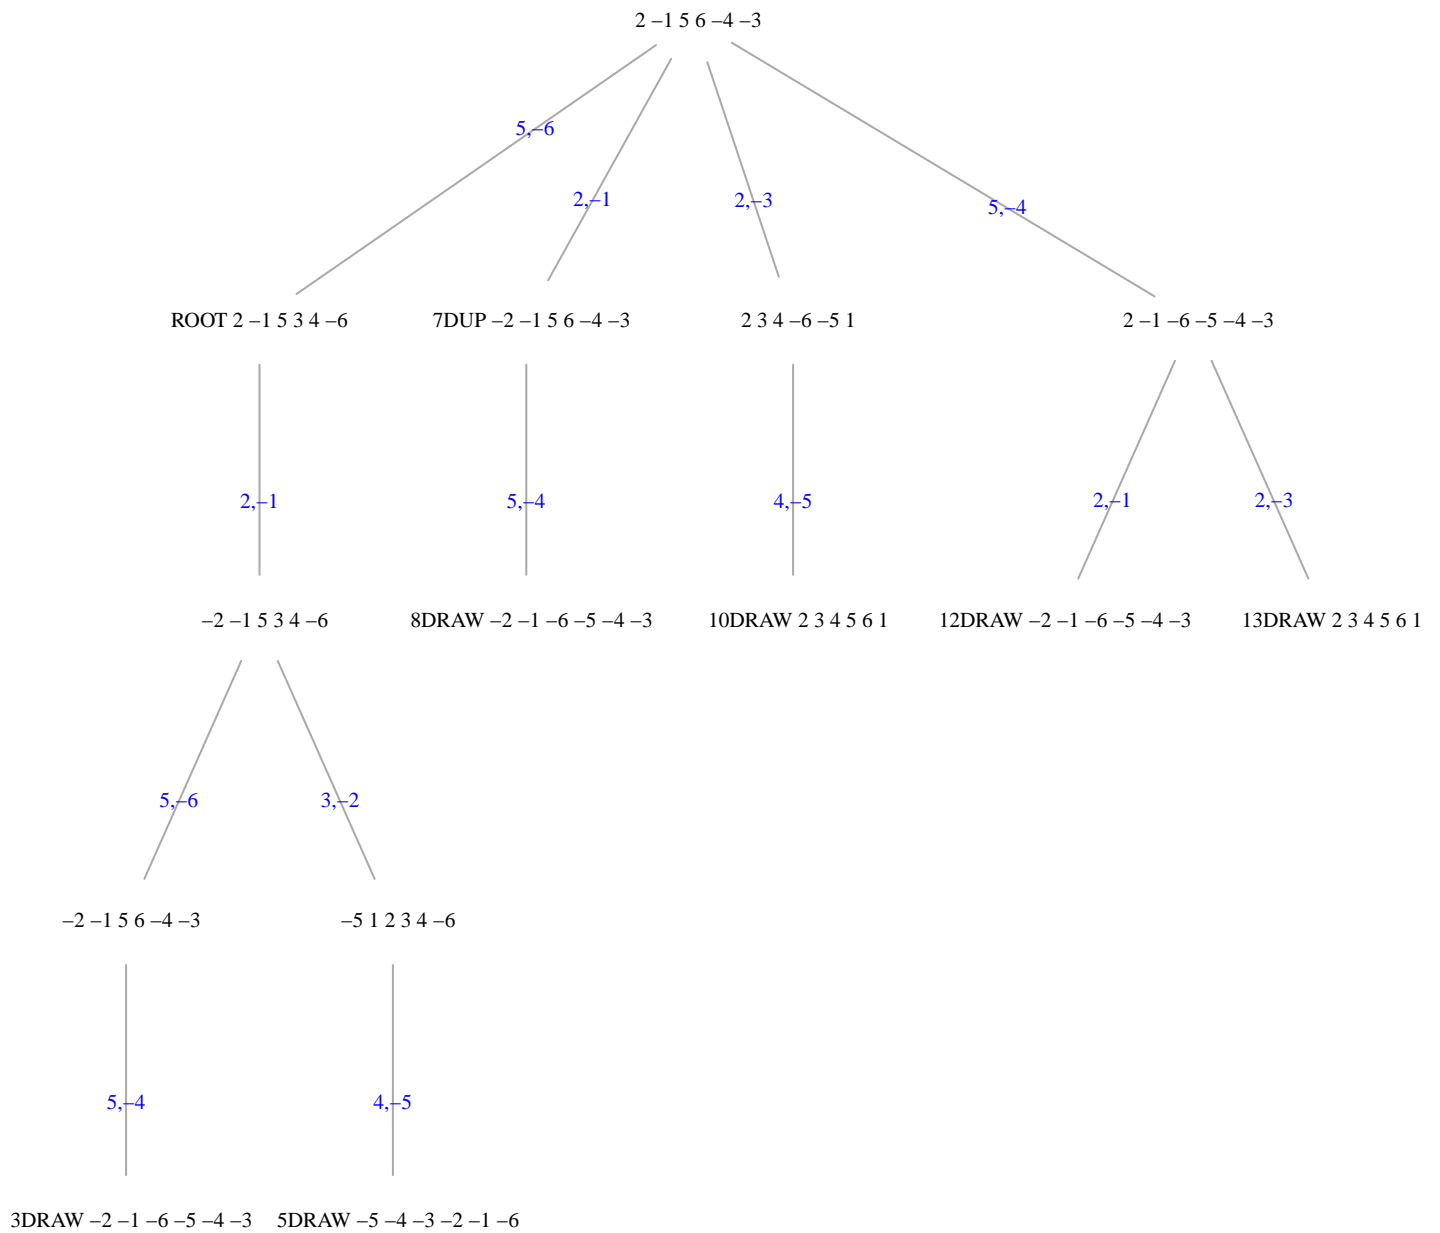 2 –1 5 6 –4 –3
5,–6
2,–1
2,–3
5,–4
ROOT 2 –1 5 3 4 –6
7DUP –2 –1 5 6 –4 –3
2 3 4 –6 –5 1
2 –1 –6 –5 –4 –3
2,–1
5,–4
4,–5
2,–1
2,–3
–2 –1 5 3 4 –6
8DRAW –2 –1 –6 –5 –4 –3
10DRAW 2 3 4 5 6 1
12DRAW –2 –1 –6 –5 –4 –3
13DRAW 2 3 4 5 6 1
5,–6
3,–2
–2 –1 5 6 –4 –3
–5 1 2 3 4 –6
5,–4
4,–5
3DRAW –2 –1 –6 –5 –4 –3
5DRAW –5 –4 –3 –2 –1 –6